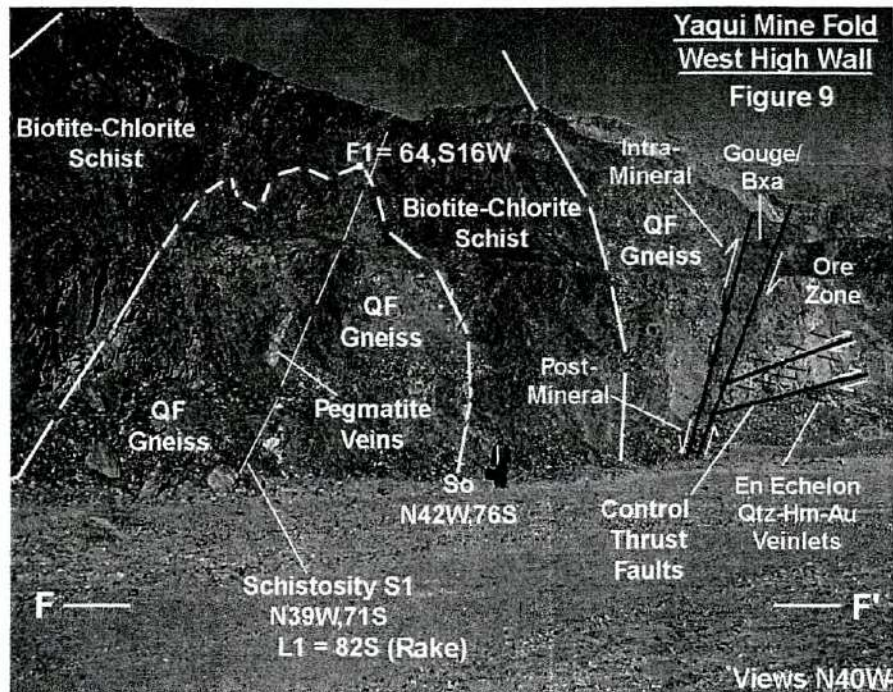 Yaqui Mine Fold
West High Wall
Figure 9
Biotite-Chlorite
Schist
F1= 64,S16W
Intra-
Mineral
Gouge/
Bxa
Biotite-Chlorite
Schist
QF
Gneiss
Ore
Zone
QF
Gneiss
QF
Gneiss
Pegmatite
Veins
Post-
Mineral
So
N42W,76S
Control
Thrust
Faults
En Echelon
Qtz-Hm-Au
Veinlets
Schistosity S1
N39W,71S
L1 = 82S (Rake)
F
F'
Views N40W